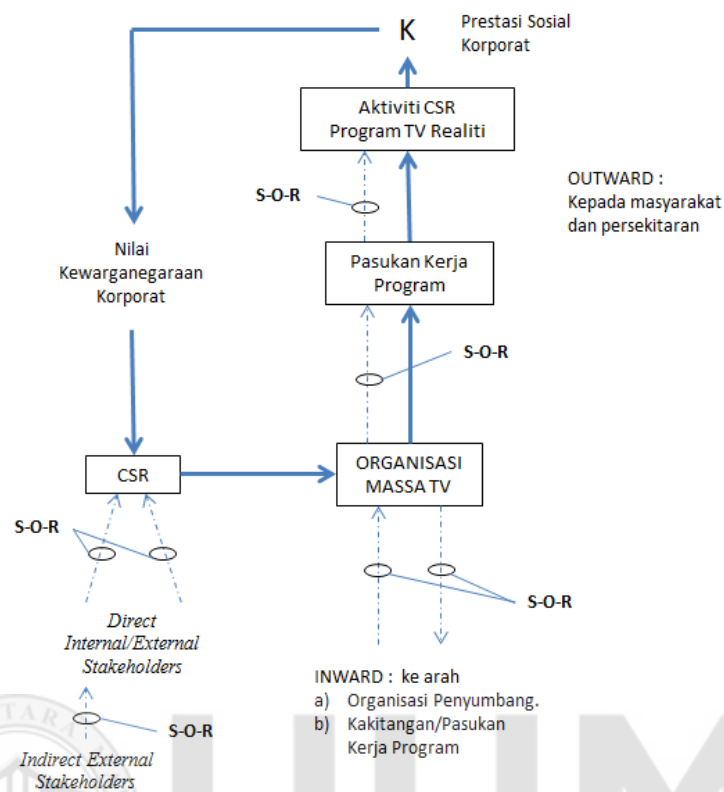 K
Prestasi Sosial
Korporat
Aktiviti CSR
Program TV Realiti
S-O-R
OUTWARD :
Kepada masyarakat
dan persekitaran
Nilai
Kewarganegaraan
Korporat
Pasukan Kerja
Program
S-O-R
CSR
ORGANISASI
MASSA TV
S-O-R
S-O-R
Direct
Internal/External
Stakeholders
INWARD : ke arah
a) Organisasi Penyumbang.
b) Kakitangan/Pasukan
Kerja Program
S-O-R
Indirect External
Stakeholders